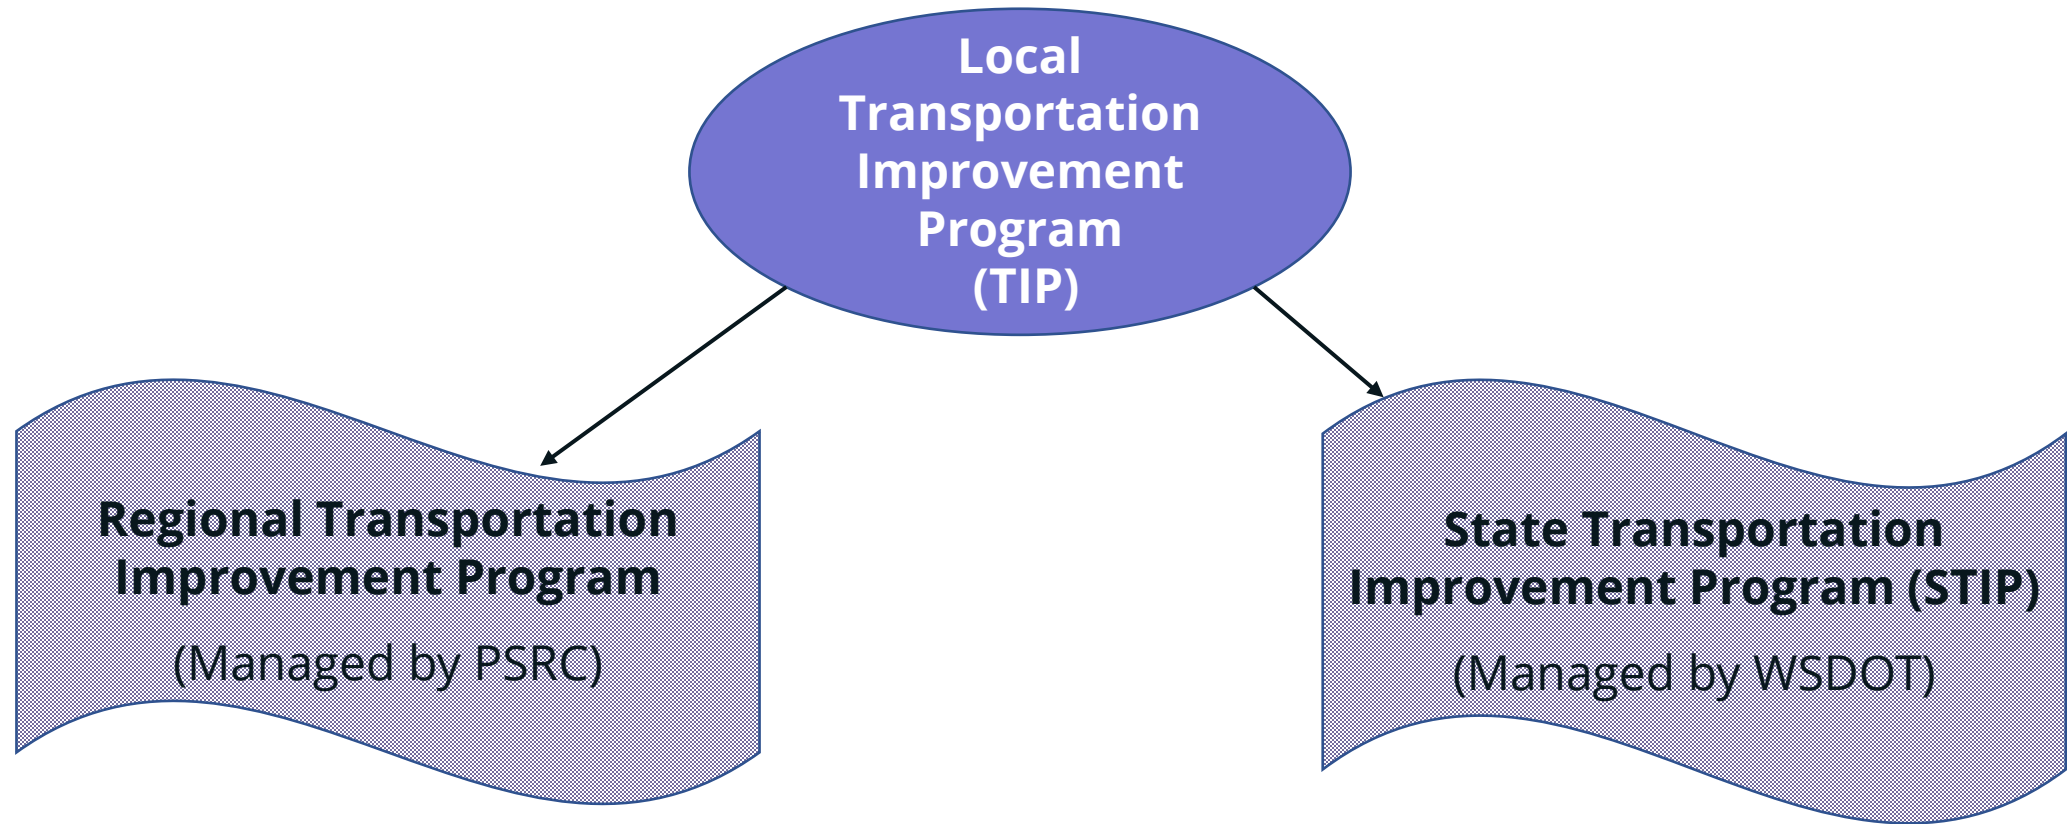 Local
Transportation
Improvement
Program
(TIP)
Regional Transportation
Improvement Program
(Managed by PSRC)
State Transportation
Improvement Program (STIP)
(Managed by WSDOT)